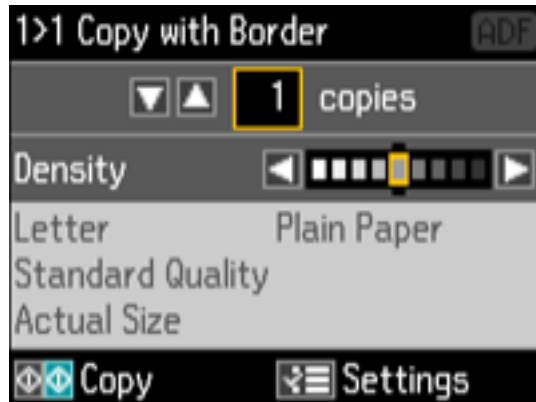 1>1 Copy with Border ADF
1 copies
Density
Letter Plain Paper
Standard Quality
Actual Size
Copy Settings